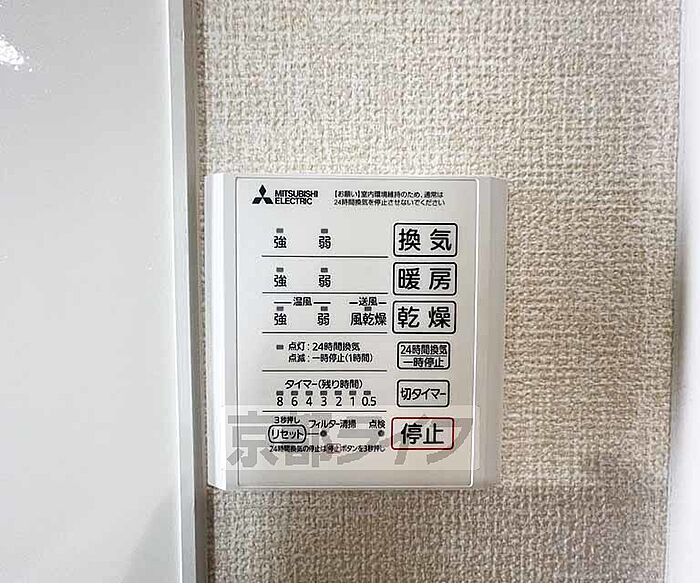 MITSUBISHI
ELECTRIC
【お願い】室内環境維持のため、通常は
24時間換気を停止させないでください
強 弱 換気
強 弱 暖房
温風 送風
強 弱 風乾燥 乾燥
点灯:24時間換気
点滅:一時停止(1時間)
24時間換気
一時停止
タイマー(残り時間)
8 6 4 3 2 1 0.5
切タイマー
3秒押し
リセット フィルター清掃 点検
停止
24時間換気の停止は停止ボタンを3秒押し
京都ライフ